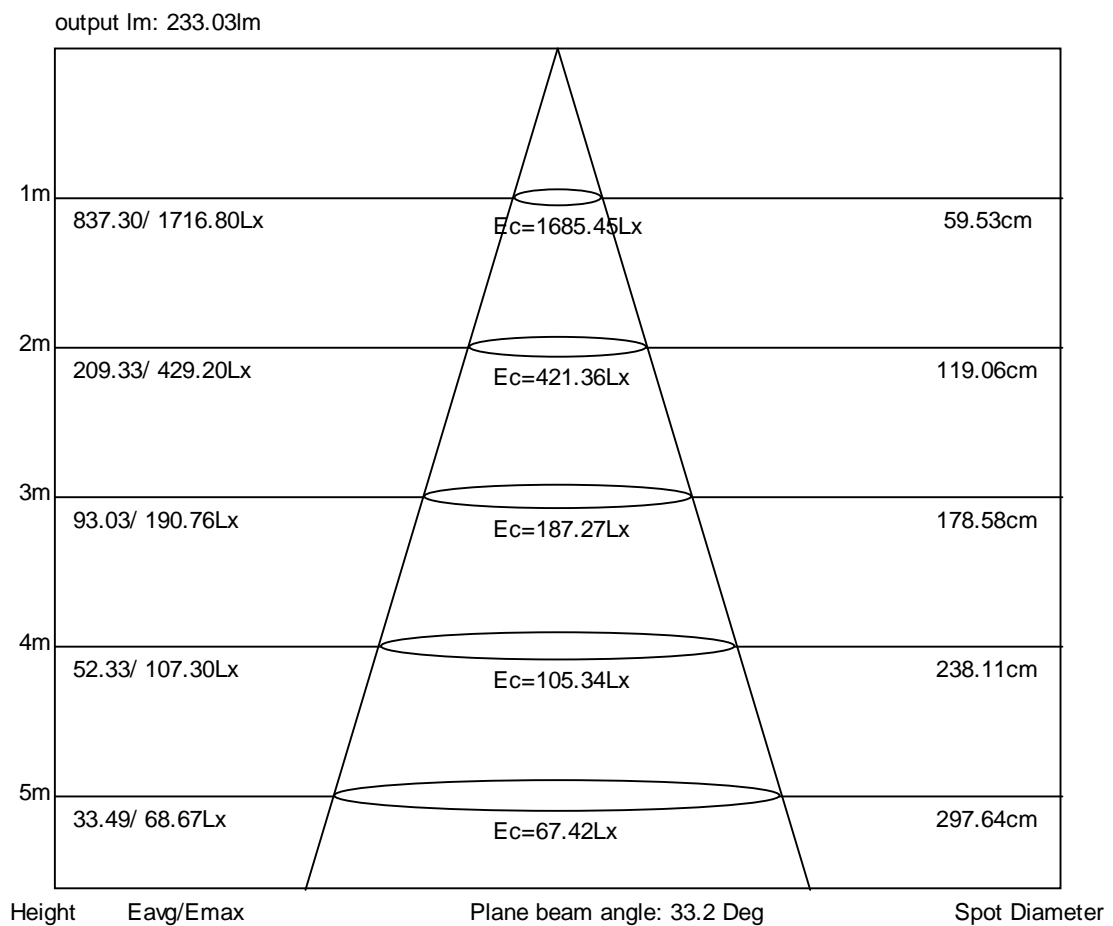 output lm: 233.03lm
1m
837.30/ 1716.80Lx
Ec=1685.45Lx
59.53cm
2m
209.33/ 429.20Lx
Ec=421.36Lx
119.06cm
3m
93.03/ 190.76Lx
Ec=187.27Lx
178.58cm
4m
52.33/ 107.30Lx
Ec=105.34Lx
238.11cm
5m
33.49/ 68.67Lx
Ec=67.42Lx
297.64cm
Height Eavg/Emax Plane beam angle: 33.2 Deg Spot Diameter